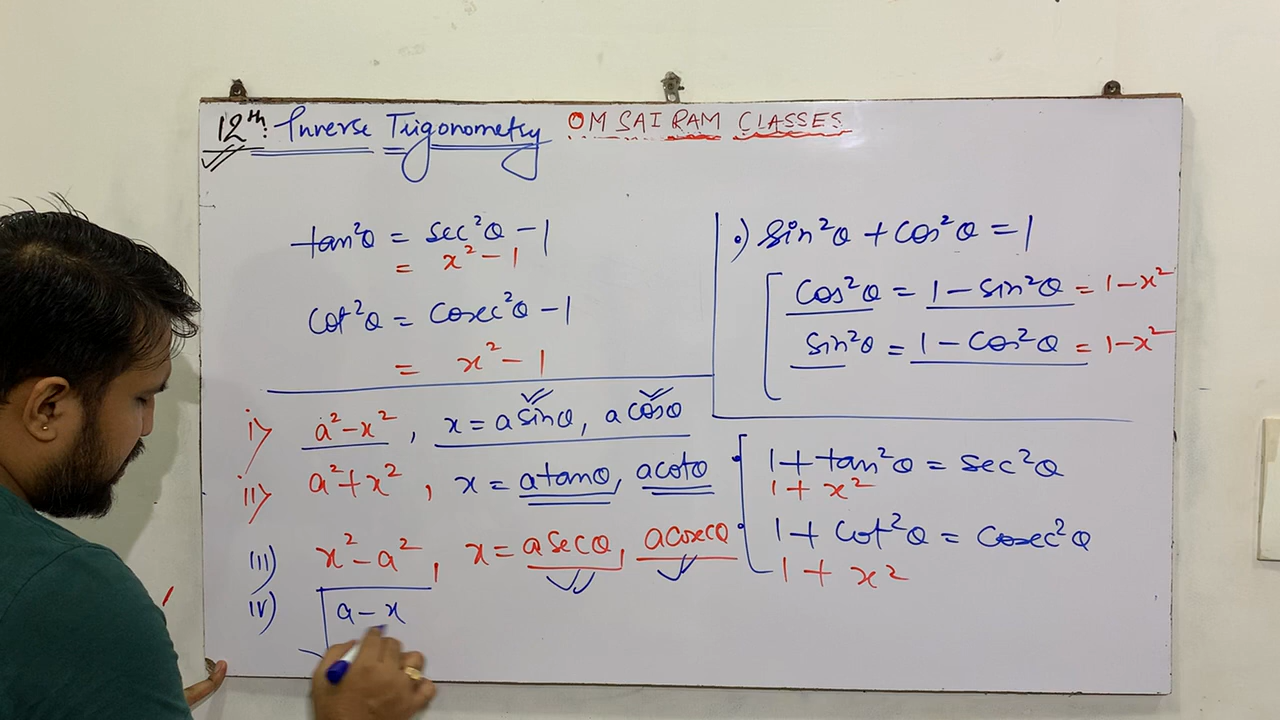 12th: Inverse Trigonometry OM SAI RAM CLASSES
tan²θ = sec²θ - 1
= x² - 1
cot²θ = cosec²θ - 1
= x² - 1
•) sin²θ + cos²θ = 1
cos²θ = 1 - sin²θ = 1 - x²
sin²θ = 1 - cos²θ = 1 - x²
i) a² - x², x = a sinθ, a cosθ
ii) a² + x², x = a tanθ, a cotθ
iii) x² - a², x = a secθ, a cosecθ
iv) √a - x
• 1 + tan²θ = sec²θ
1 + x²
• 1 + cot²θ = cosec²θ
1 + x²